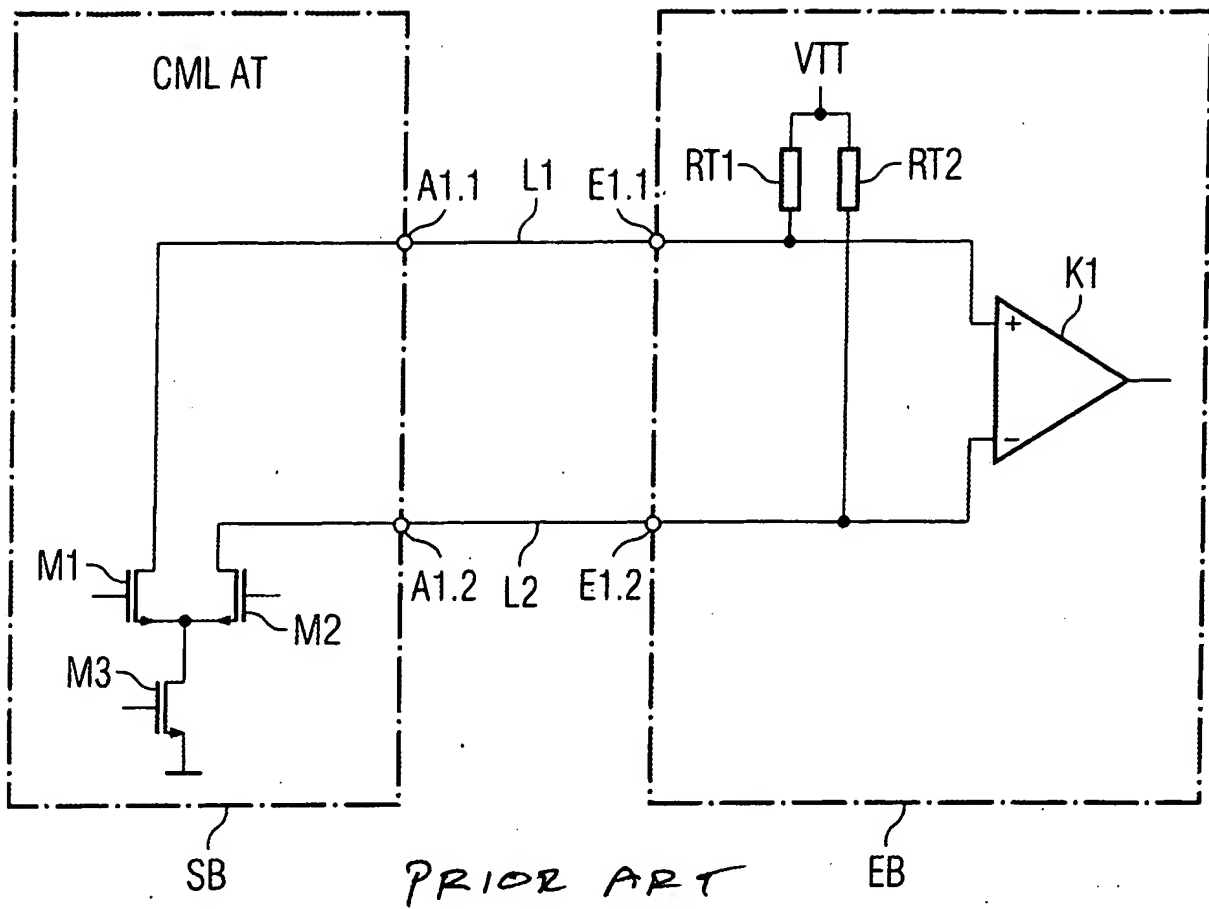 CML AT
VTT
RT1
RT2
A1.1
L1
E1.1
K1
+
−
M1
M2
A1.2
L2
E1.2
M3
SB
PRIOR ART
EB